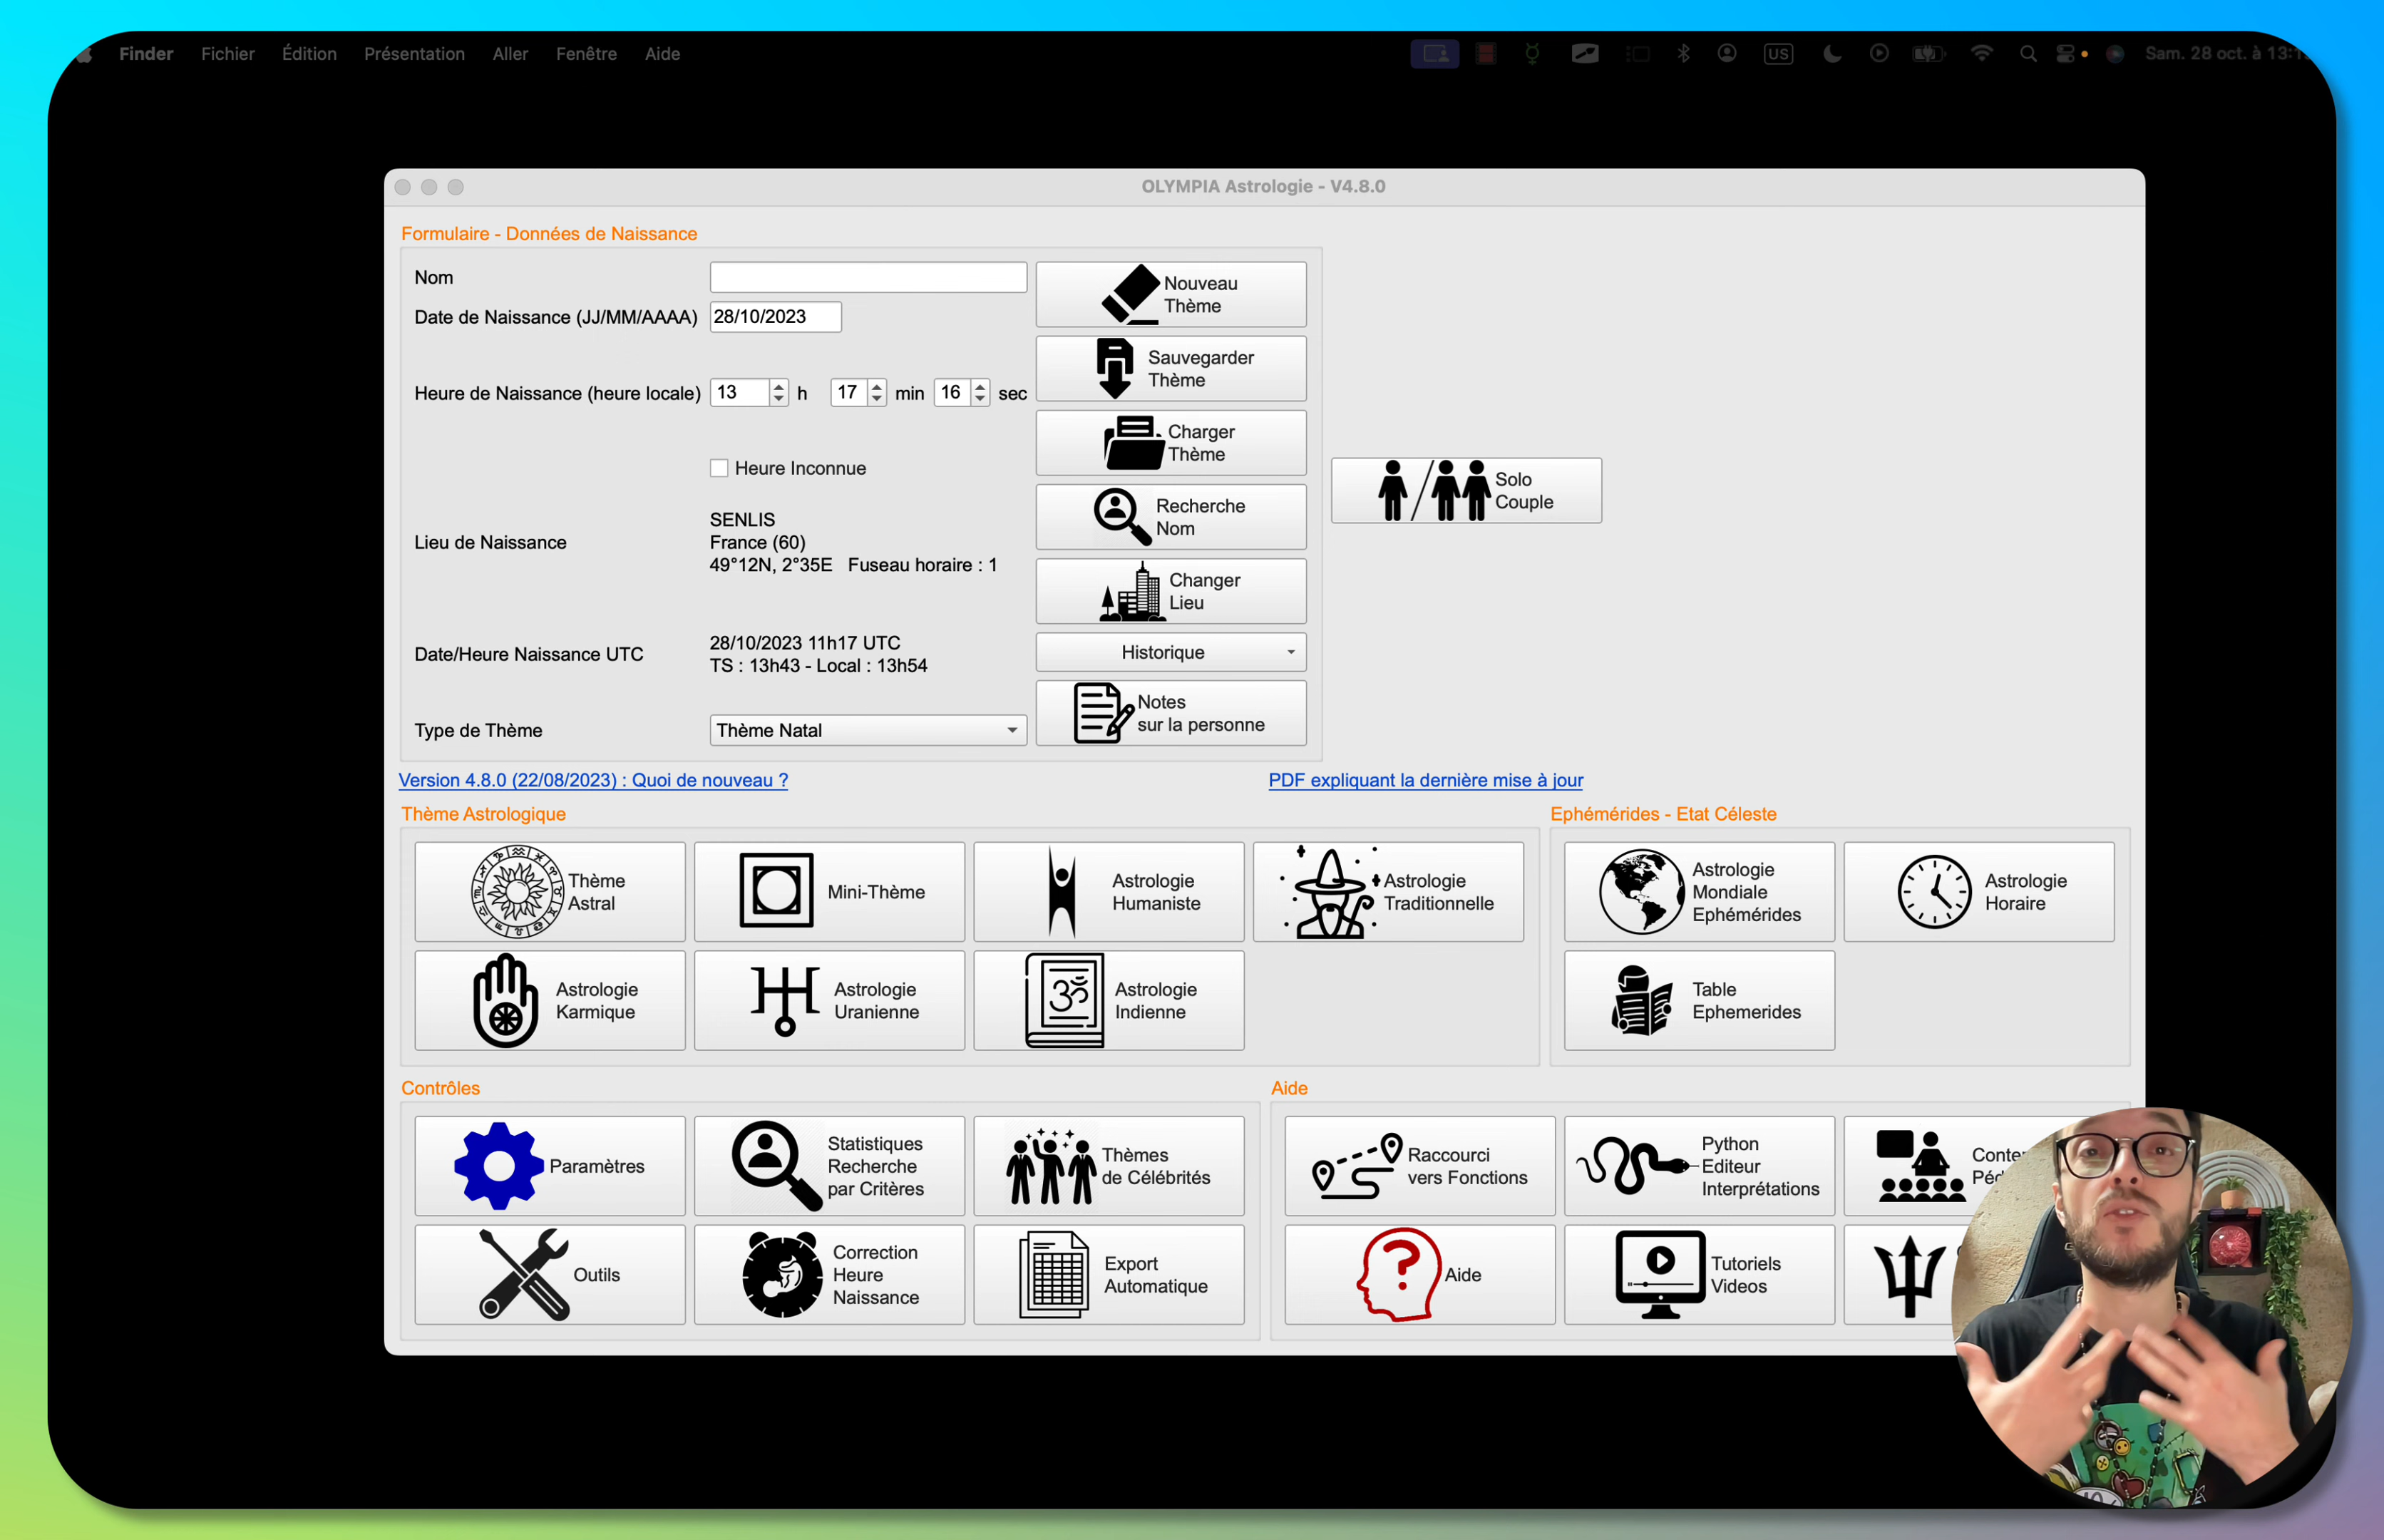 Finder Fichier Édition Présentation Aller Fenêtre Aide
US
Sam. 28 oct. à
OLYMPIA Astrologie - V4.8.0
Formulaire - Données de Naissance
Nom
Date de Naissance (JJ/MM/AAAA) 28/10/2023
Heure de Naissance (heure locale) 13 h 17 min 16 sec
Heure Inconnue
Lieu de Naissance
SENLIS
France (60)
49°12N, 2°35E Fuseau horaire : 1
Date/Heure Naissance UTC
28/10/2023 11h17 UTC
TS : 13h43 - Local : 13h54
Type de Thème Thème Natal
Nouveau
Thème
Sauvegarder
Thème
Charger
Thème
Recherche
Nom
Changer
Lieu
Historique
Notes
sur la personne
Solo
Couple
Version 4.8.0 (22/08/2023) : Quoi de nouveau ?
PDF expliquant la dernière mise à jour
Thème Astrologique
Thème
Astral
Mini-Thème
Astrologie
Humaniste
Astrologie
Traditionnelle
Astrologie
Karmique
Astrologie
Uranienne
Astrologie
Indienne
Ephémérides - Etat Céleste
Astrologie
Mondiale
Ephémérides
Astrologie
Horaire
Table
Ephemerides
Contrôles
Paramètres
Statistiques
Recherche
par Critères
Thèmes
de Célébrités
Outils
Correction
Heure
Naissance
Export
Automatique
Aide
Raccourci
vers Fonctions
Python
Editeur
Interprétations
Aide
Tutoriels
Videos